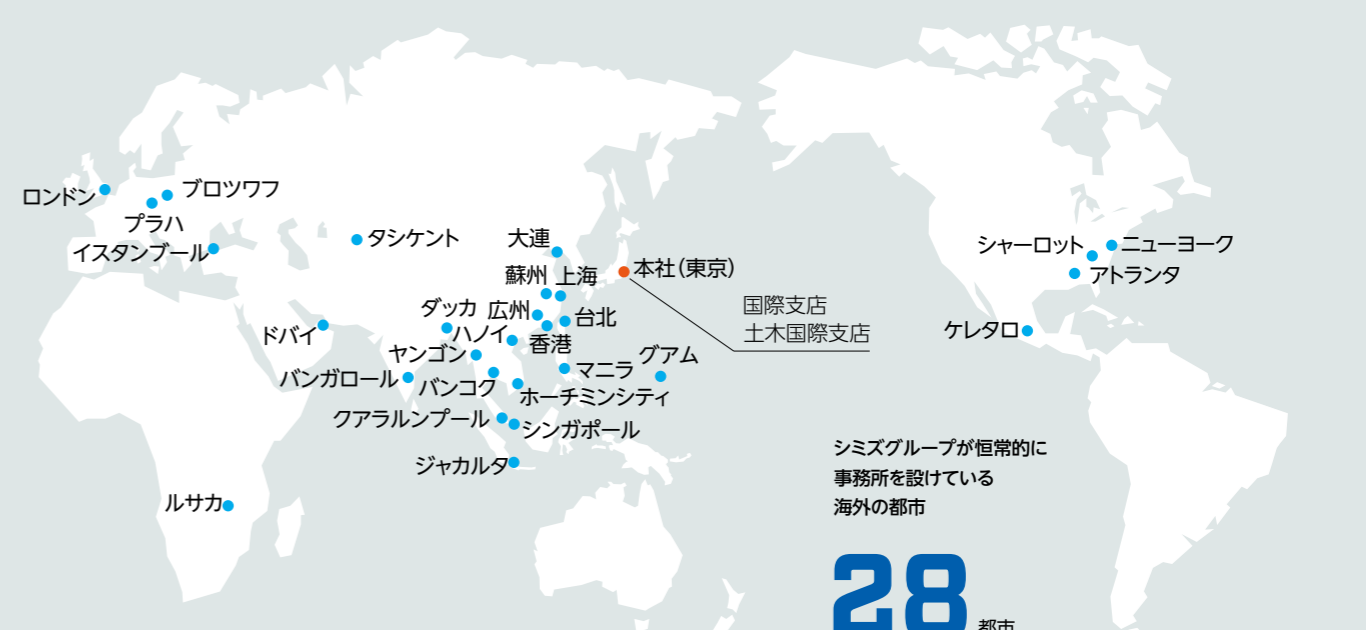 ロンドン
ブロツワフ
プラハ
イスタンブール
タシケント
大連
蘇州
上海
本社（東京）
国際支店
土木国際支店
ダッカ
広州
台北
ドバイ
ハノイ
香港
ヤンゴン
グアム
バンガロール
バンコク
マニラ
ホーチミンシティ
クアラルンプール
シンガポール
ジャカルタ
ルサカ
シャーロット
ニューヨーク
アトランタ
ケレタロ
シミズグループが恒常的に
事務所を設けている
海外の都市
28都市